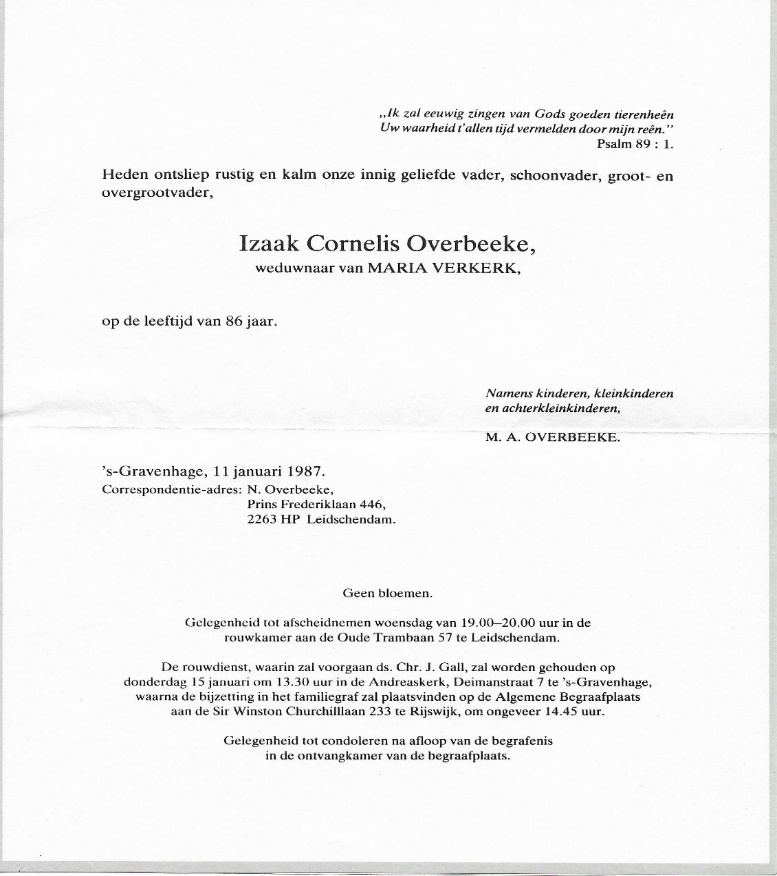 „Ik zal eeuwig zingen van Gods goeden tierenheên
Uw waarheid t'allen tijd vermelden door mijn reên.”
Psalm 89 : 1.
Heden ontsliep rustig en kalm onze innig geliefde vader, schoonvader, groot- en
overgrootvader,
Izaak Cornelis Overbeeke,
weduwnaar van MARIA VERKERK,
op de leeftijd van 86 jaar.
Namens kinderen, kleinkinderen
en achterkleinkinderen,
M. A. OVERBEEKE.
's-Gravenhage, 11 januari 1987.
Correspondentie-adres: N. Overbeeke,
Prins Frederiklaan 446,
2263 HP Leidschendam.
Geen bloemen.
Gelegenheid tot afscheidnemen woensdag van 19.00–20.00 uur in de
rouwkamer aan de Oude Trambaan 57 te Leidschendam.
De rouwdienst, waarin zal voorgaan ds. Chr. J. Gall, zal worden gehouden op
donderdag 15 januari om 13.30 uur in de Andreaskerk, Deimanstraat 7 te 's-Gravenhage,
waarna de bijzetting in het familiegraf zal plaatsvinden op de Algemene Begraafplaats
aan de Sir Winston Churchilllaan 233 te Rijswijk, om ongeveer 14.45 uur.
Gelegenheid tot condoleren na afloop van de begrafenis
in de ontvangkamer van de begraafplaats.